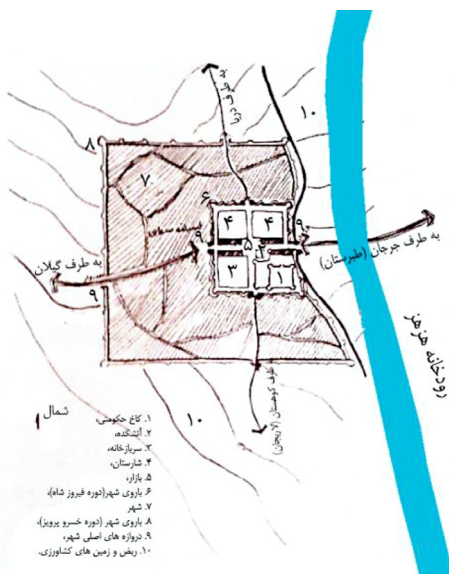 به طرف دریا
۱۰
۸
۷
۶
۴ ۴
۹ ۵ ۲ ۹
۳ ۱
به طرف گیلان
۹
به طرف جرجان (طبرستان)
رودخانه هرهز
طرف کوهستان (لاریجان)
۱۰
شمال
۱. کاخ حکومتی،
۲. آتشکده،
۳. سربازخانه،
۴. شارستان،
۵. بازار،
۶. باروی شهر(دوره فیروز شاه)،
۷. شهر
۸. باروی شهر (دوره خسرو پرویز)،
۹. دروازه های اصلی شهر،
۱۰. ربض و زمین های کشاورزی.